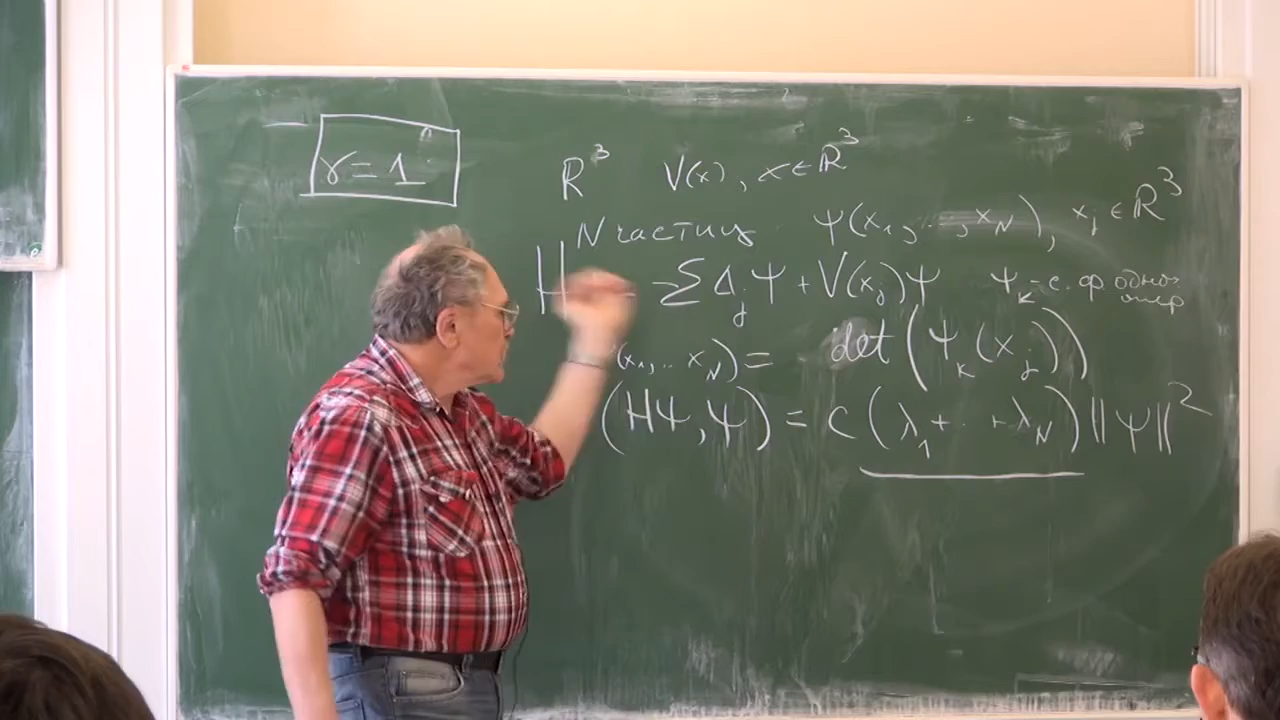 γ = 1
R³ V(x), x ∈ ℝ³
N частиц Ψ(x₁, ..., x_N), x_j ∈ ℝ³
H = -∑ Δ_j Ψ + V(x_j)Ψ ψ_k - с. ф одноч. опер
(x₁, .. x_N) = det(ψ_k(x_j))
(HΨ, Ψ) = c(λ₁ + .. + λ_N)‖Ψ‖²